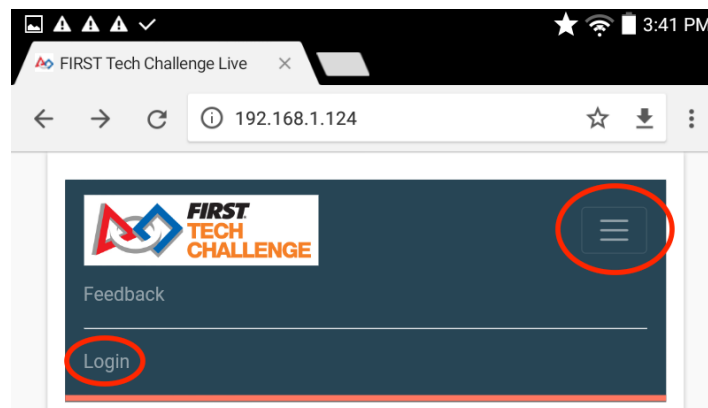 3:41 PM
FIRST Tech Challenge Live
192.168.1.124
FIRST
TECH
CHALLENGE
Feedback
Login